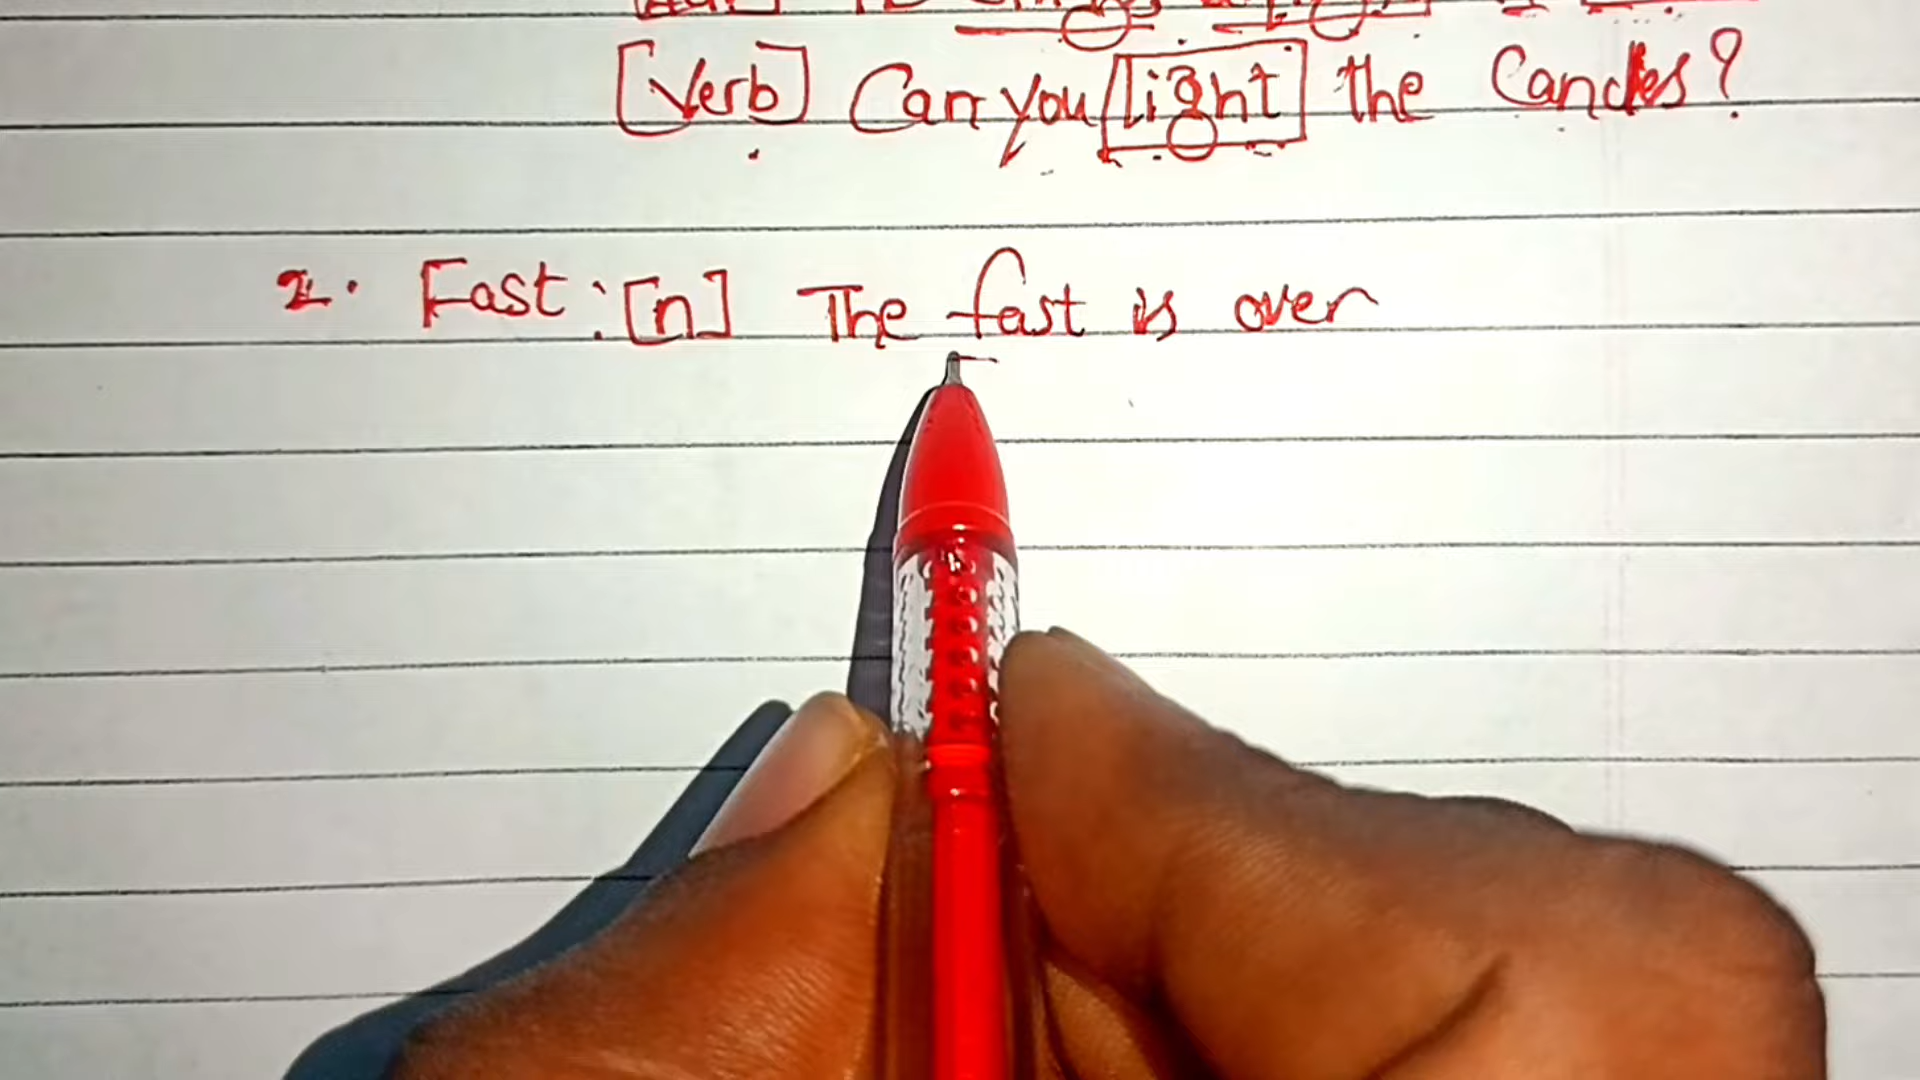 [Verb] Can you light the Candles?
2. Fast: [n] The fast is over